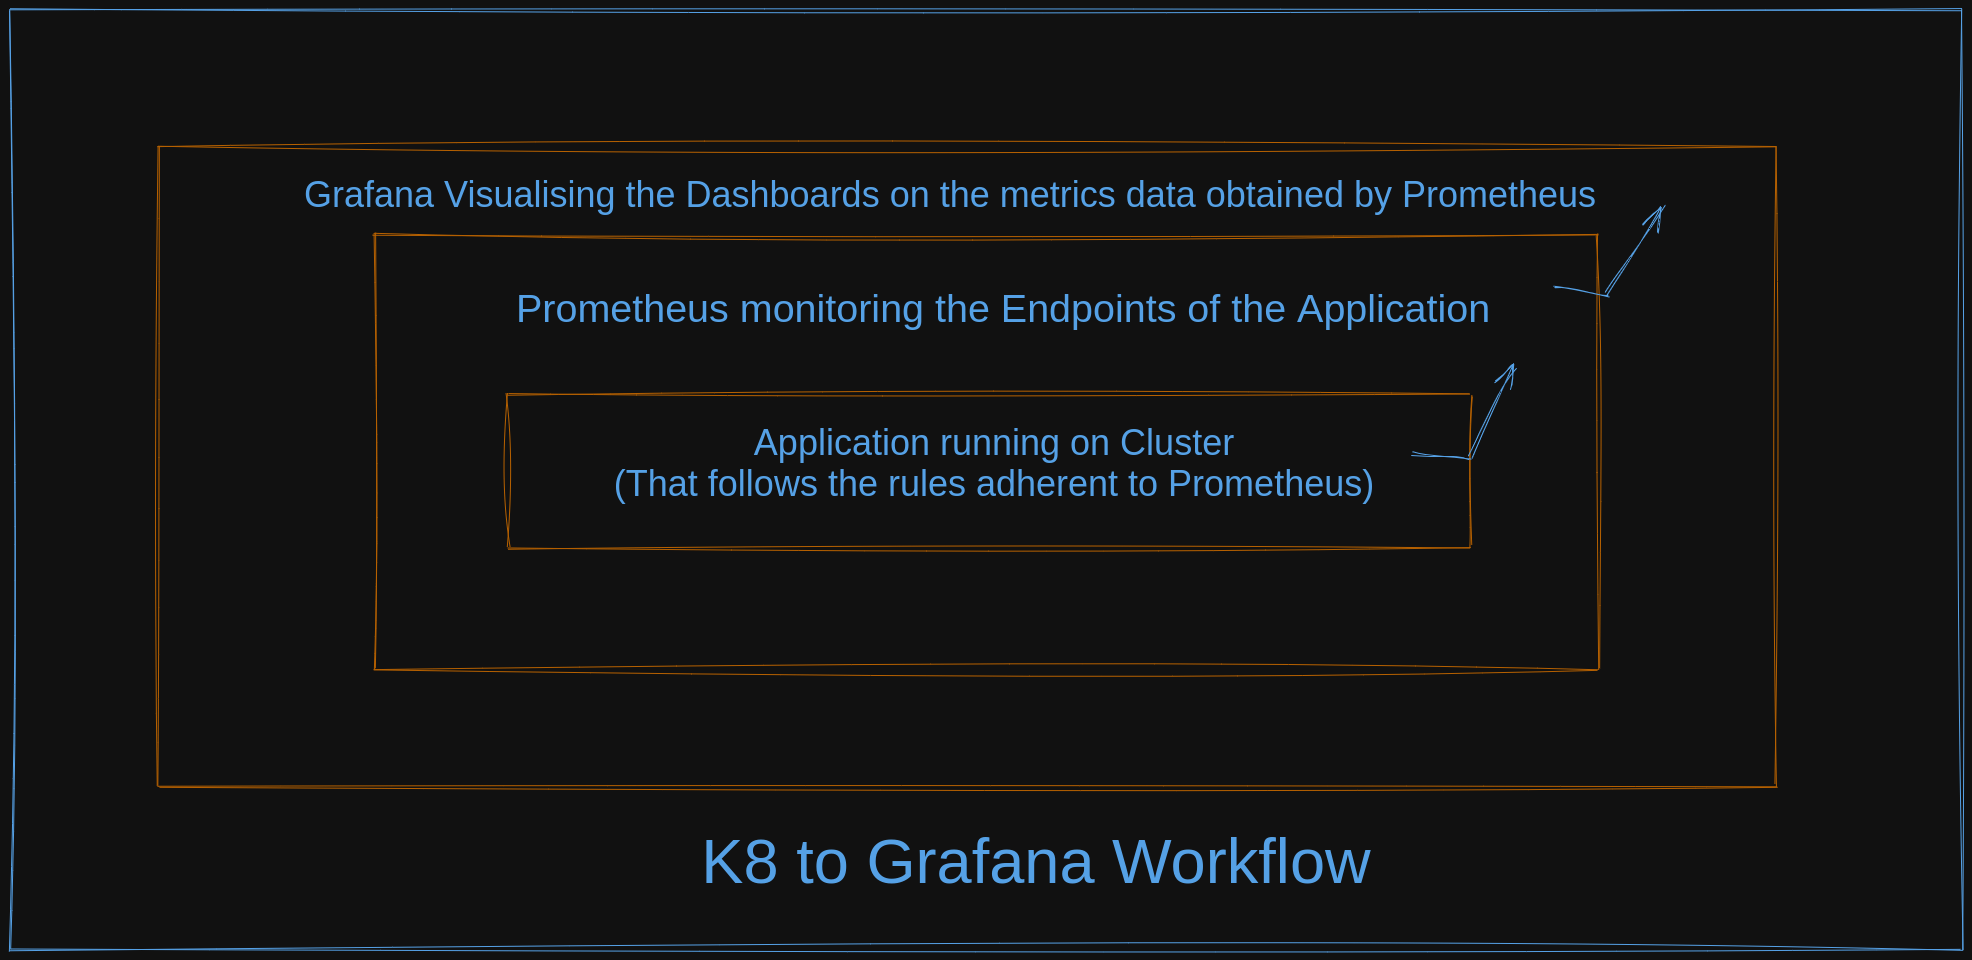 Grafana Visualising the Dashboards on the metrics data obtained by Prometheus
Prometheus monitoring the Endpoints of the Application
Application running on Cluster
(That follows the rules adherent to Prometheus)
K8 to Grafana Workflow